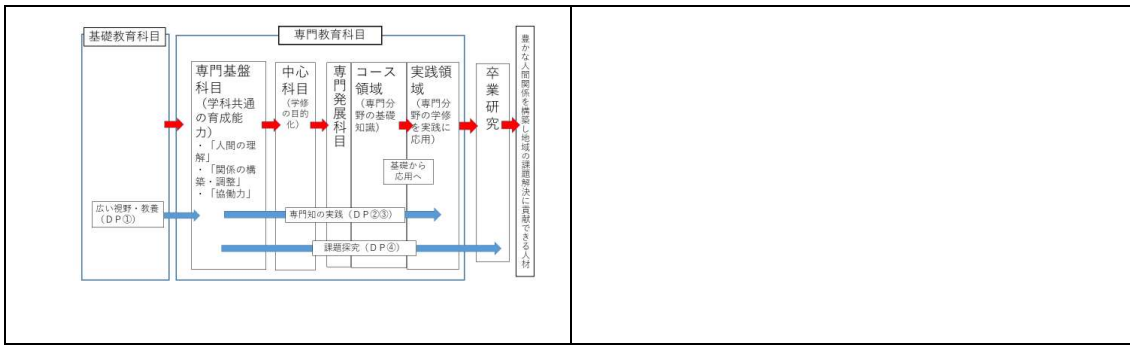 基礎教育科目
専門教育科目
専門基盤
科目
(学科共通
の育成能
力)
・「人間の理
解」
・「関係の構
築・調整」
・「協働力」
中心
科目
(学修
の目的
化)
専門発展科目
コース
領域
(専門分
野の基礎
知識)
実践領
域
(専門分
野の学修
を実践に
応用)
基礎から
応用へ
卒業研究
豊かな人間関係を構築し地域の課題解決に貢献できる人材
広い視野・教養
(DP①)
専門知の実践(DP②③)
課題探究(DP④)